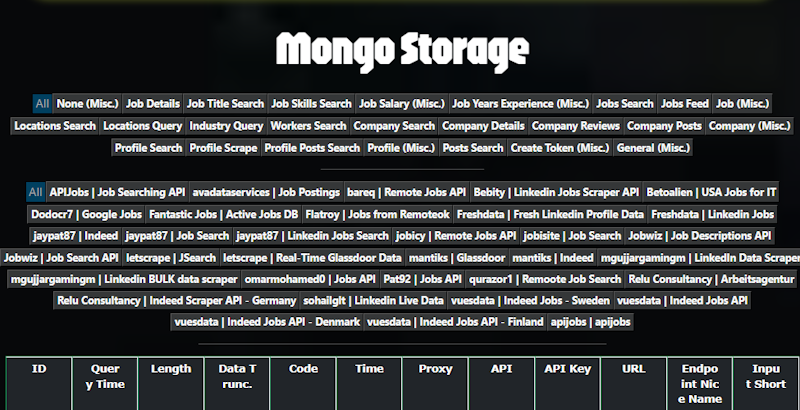 Mongo Storage
All None (Misc.) Job Details Job Title Search Job Skills Search Job Salary (Misc.) Job Years Experience (Misc.) Jobs Search Jobs Feed Job (Misc.)
Locations Search Locations Query Industry Query Workers Search Company Search Company Details Company Reviews Company Posts Company (Misc.)
Profile Search Profile Scrape Profile Posts Search Profile (Misc.) Posts Search Create Token (Misc.) General (Misc.)
All APIJobs | Job Searching API avadataservices | Job Postings bareq | Remote Jobs API Bebity | Linkedin Jobs Scraper API Betoalien | USA Jobs for IT
Dodocr7 | Google Jobs Fantastic Jobs | Active Jobs DB Flatroy | Jobs from Remoteok Freshdata | Fresh Linkedin Profile Data Freshdata | Linkedin Jobs
jaypat87 | Indeed jaypat87 | Job Search jaypat87 | Linkedin Jobs Search jobicy | Remote Jobs API jobisite | Job Search Jobwiz | Job Descriptions API
Jobwiz | Job Search API letscrape | JSearch letscrape | Real-Time Glassdoor Data mantiks | Glassdoor mantiks | Indeed mgujjargamingm | LinkedIn Data Scraper
mgujjargamingm | Linkedin BULK data scraper omarmohamed0 | Jobs API Pat92 | Jobs API qurazor1 | Remoote Job Search Relu Consultancy | Arbeitsagentur
Relu Consultancy | Indeed Scraper API - Germany sohailglt | Linkedin Live Data vuesdata | Indeed Jobs - Sweden vuesdata | Indeed Jobs API
vuesdata | Indeed Jobs API - Denmark vuesdata | Indeed Jobs API - Finland apijobs | apijobs
ID Quer Length Data T Code Time Proxy API API Key URL Endpo Inpu
y Time runc. int Nic t Short
e Name